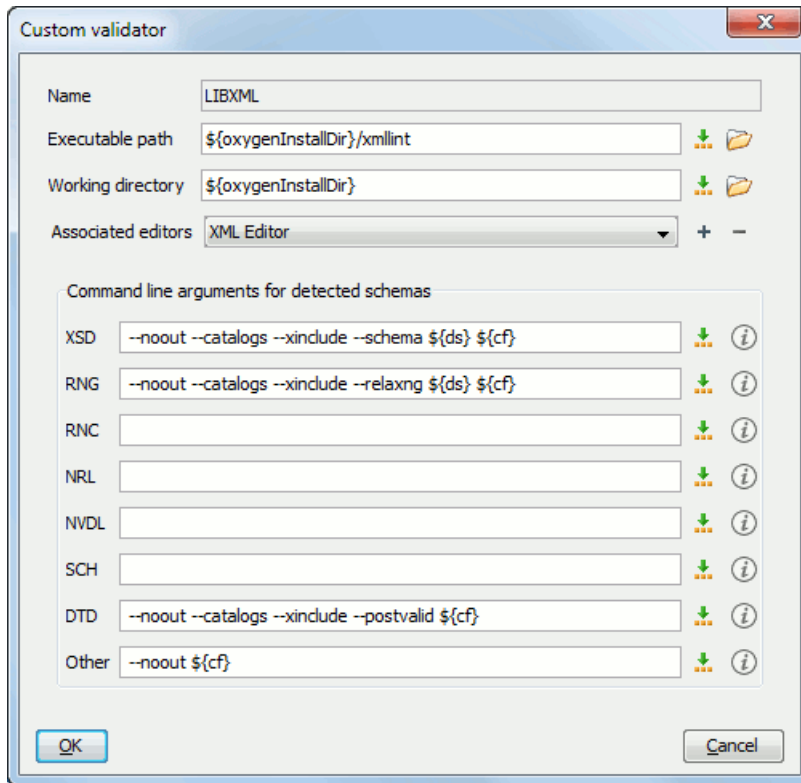 Custom validator
Name LIBXML
Executable path ${oxygenInstallDir}/xmllint
Working directory ${oxygenInstallDir}
Associated editors XML Editor
Command line arguments for detected schemas
XSD --noout --catalogs --xinclude --schema ${ds} ${cf}
RNG --noout --catalogs --xinclude --relaxng ${ds} ${cf}
RNC
NRL
NVDL
SCH
DTD --noout --catalogs --xinclude --postvalid ${cf}
Other --noout ${cf}
OK Cancel